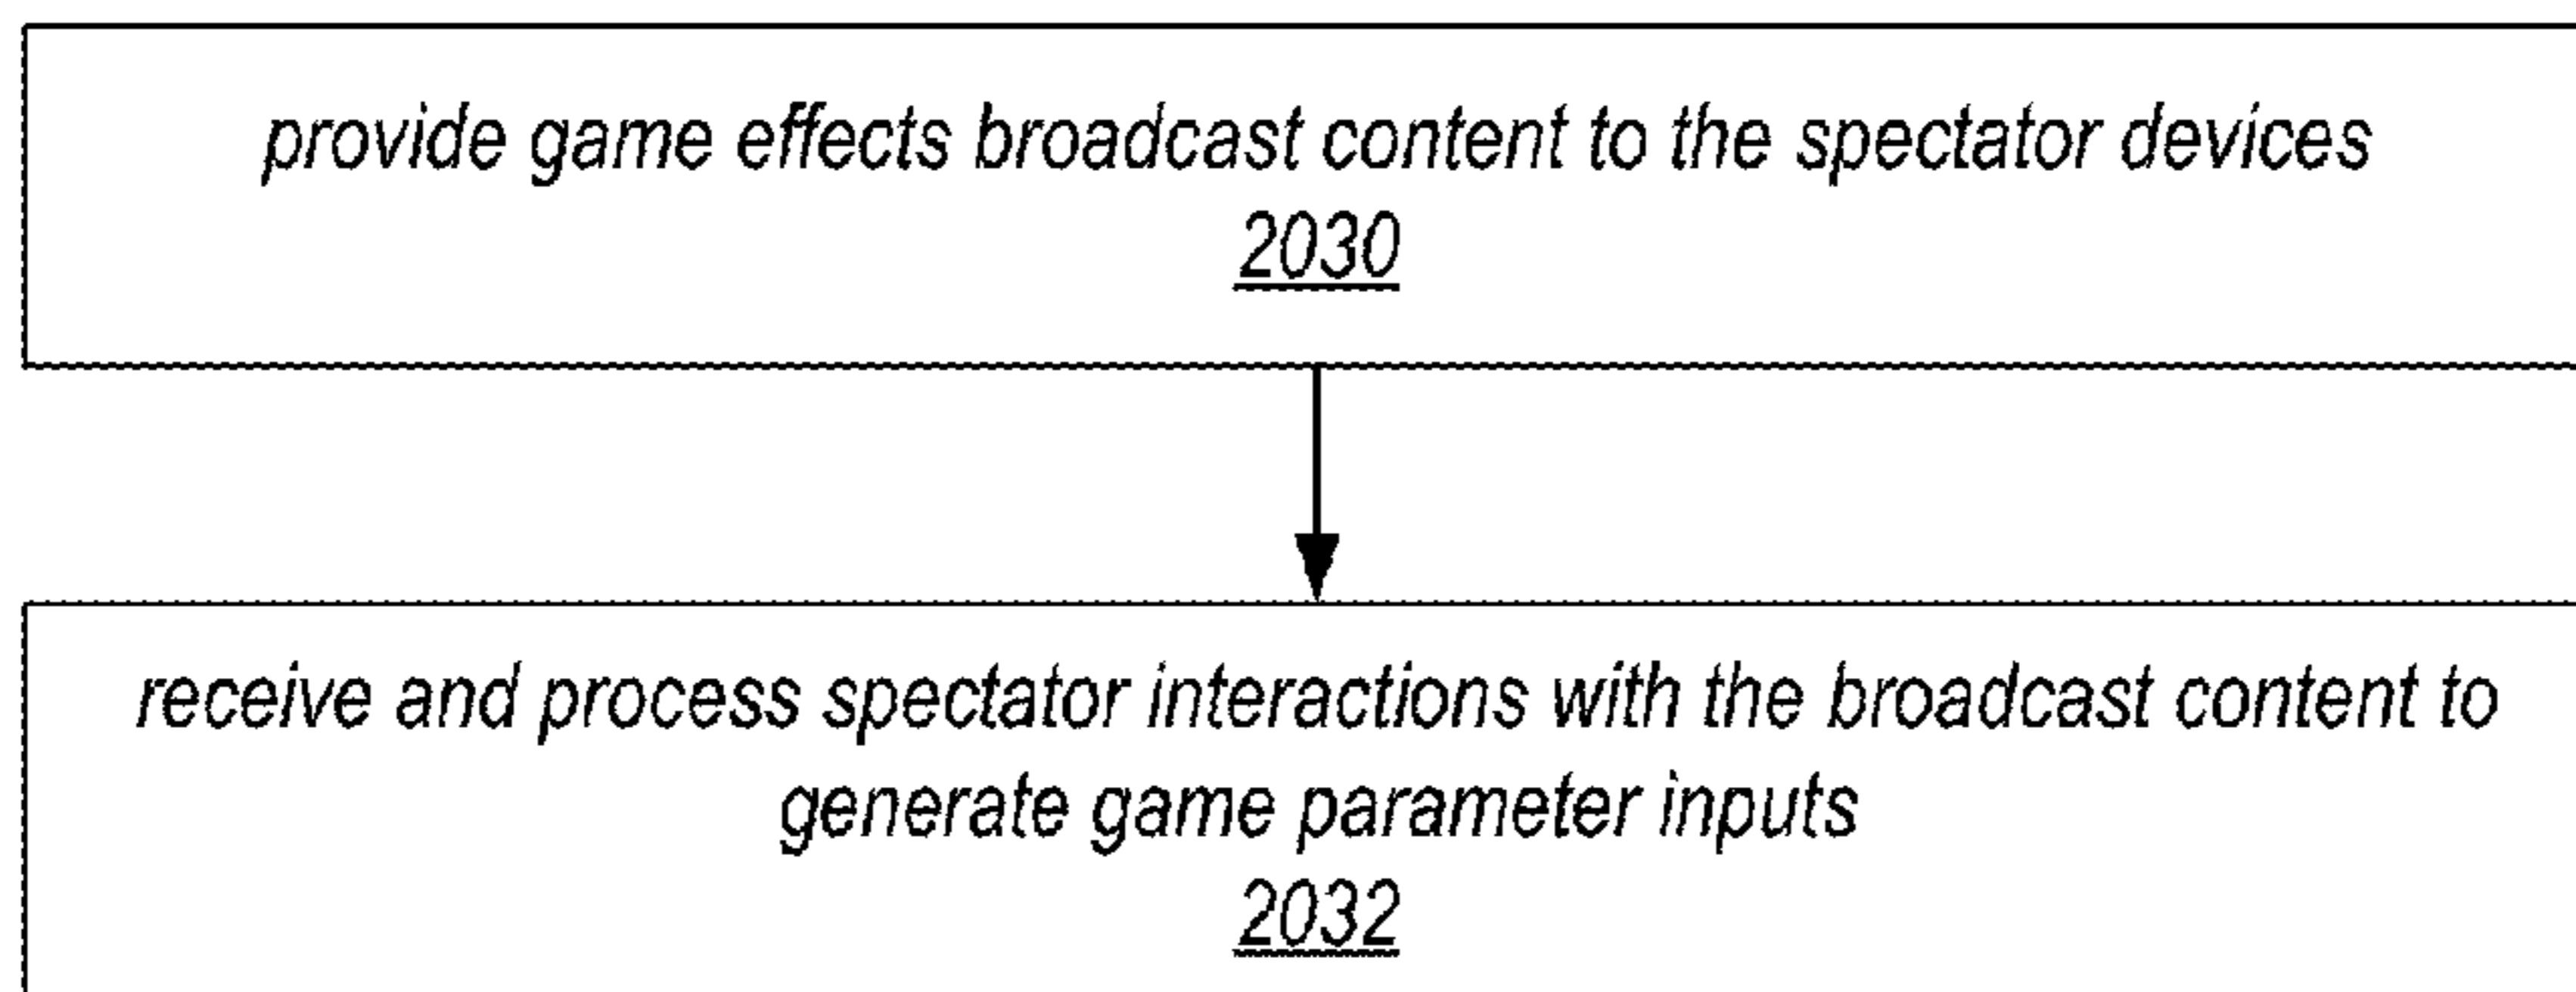 provide game effects broadcast content to the spectator devices
2030
receive and process spectator interactions with the broadcast content to
generate game parameter inputs
2032